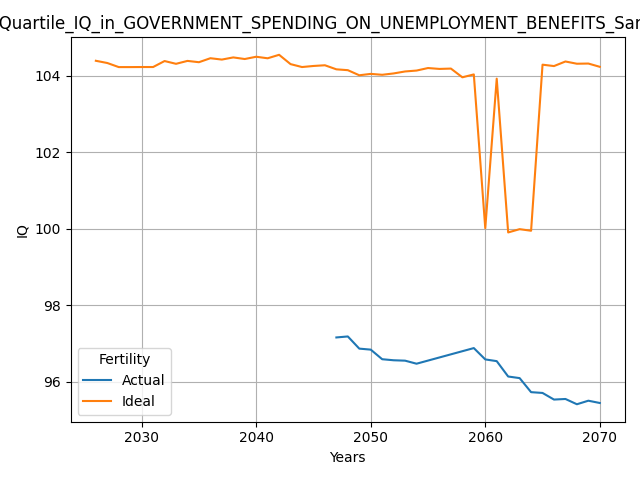 Quartile_IQ_in_GOVERNMENT_SPENDING_ON_UNEMPLOYMENT_BENEFITS_Sar
104
102
100
98
96
IQ
Fertility
Actual
Ideal
2030
2040
2050
2060
2070
Years